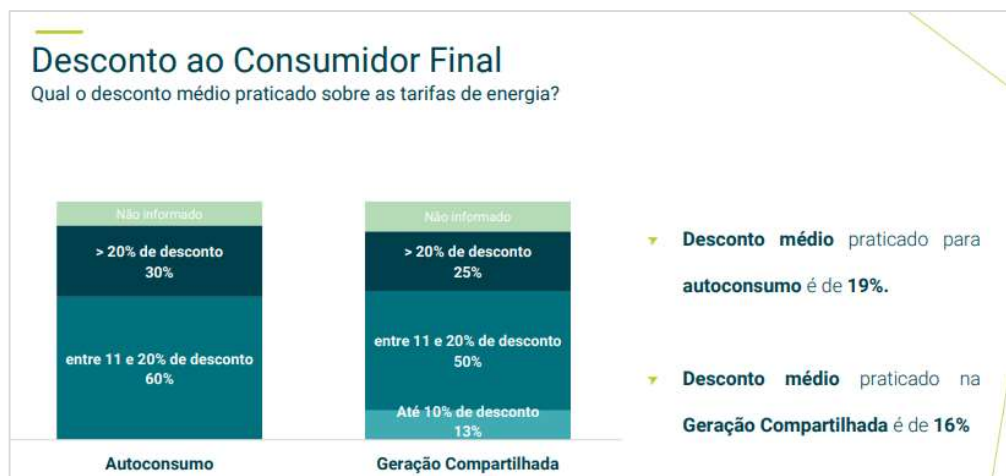 Desconto ao Consumidor Final
Qual o desconto médio praticado sobre as tarifas de energia?
Não informado
> 20% de desconto
30%
entre 11 e 20% de desconto
60%
Autoconsumo
Não informado
> 20% de desconto
25%
entre 11 e 20% de desconto
50%
Até 10% de desconto
13%
Geração Compartilhada
Desconto médio praticado para
autoconsumo é de 19%.
Desconto médio praticado na
Geração Compartilhada é de 16%